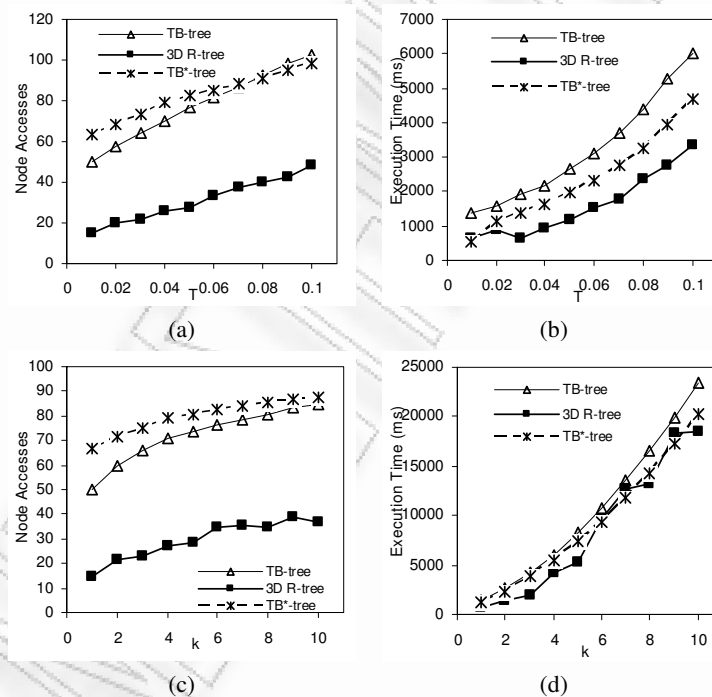 120
100
80
60
40
20
0
Node Accesses
TB-tree
3D R-tree
TB*-tree
0 0.02 0.04 0.06 0.08 0.1
T
(a)
7000
6000
5000
4000
3000
2000
1000
0
Execution Time (ms)
TB-tree
3D R-tree
TB*-tree
0 0.02 0.04 0.06 0.08 0.1
T
(b)
100
90
80
70
60
50
40
30
20
10
0
Node Accesses
TB-tree
3D R-tree
TB*-tree
0 2 4 6 8 10
k
(c)
25000
20000
15000
10000
5000
0
Execution Time (ms)
TB-tree
3D R-tree
TB*-tree
0 2 4 6 8 10
k
(d)